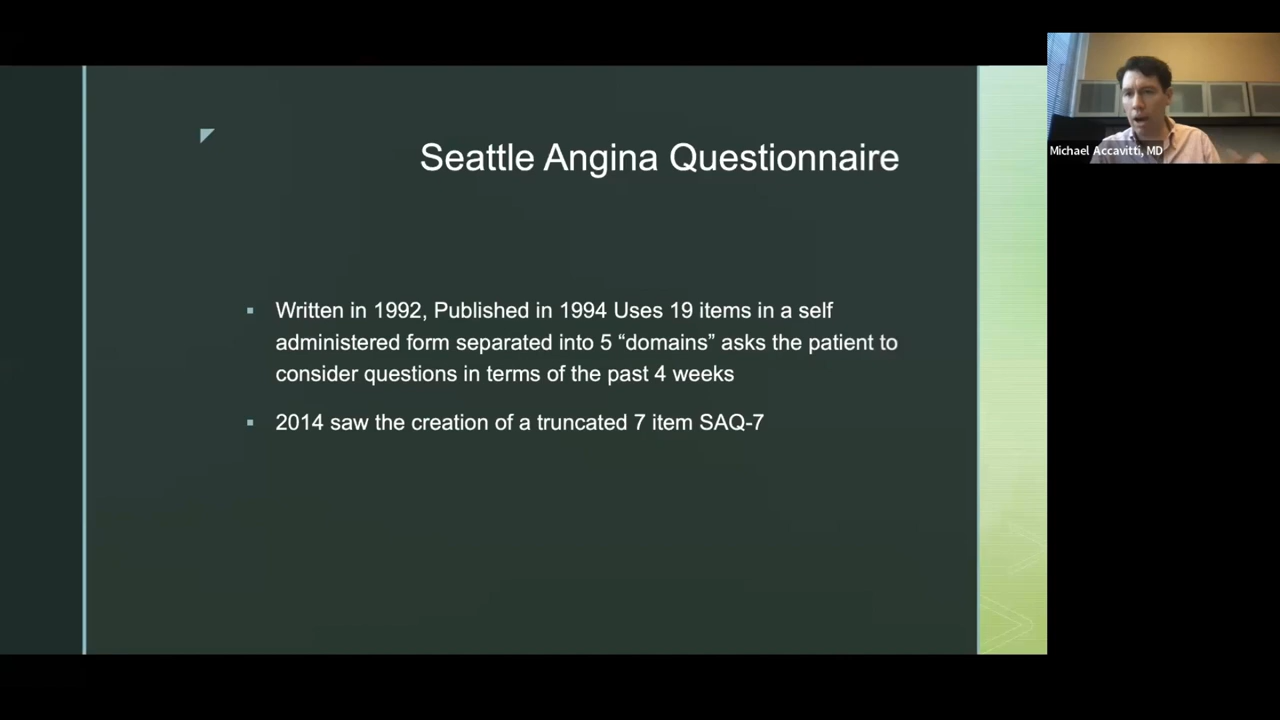 Seattle Angina Questionnaire
Written in 1992, Published in 1994 Uses 19 items in a self
administered form separated into 5 “domains” asks the patient to
consider questions in terms of the past 4 weeks
2014 saw the creation of a truncated 7 item SAQ-7
Michael Accavitti, MD